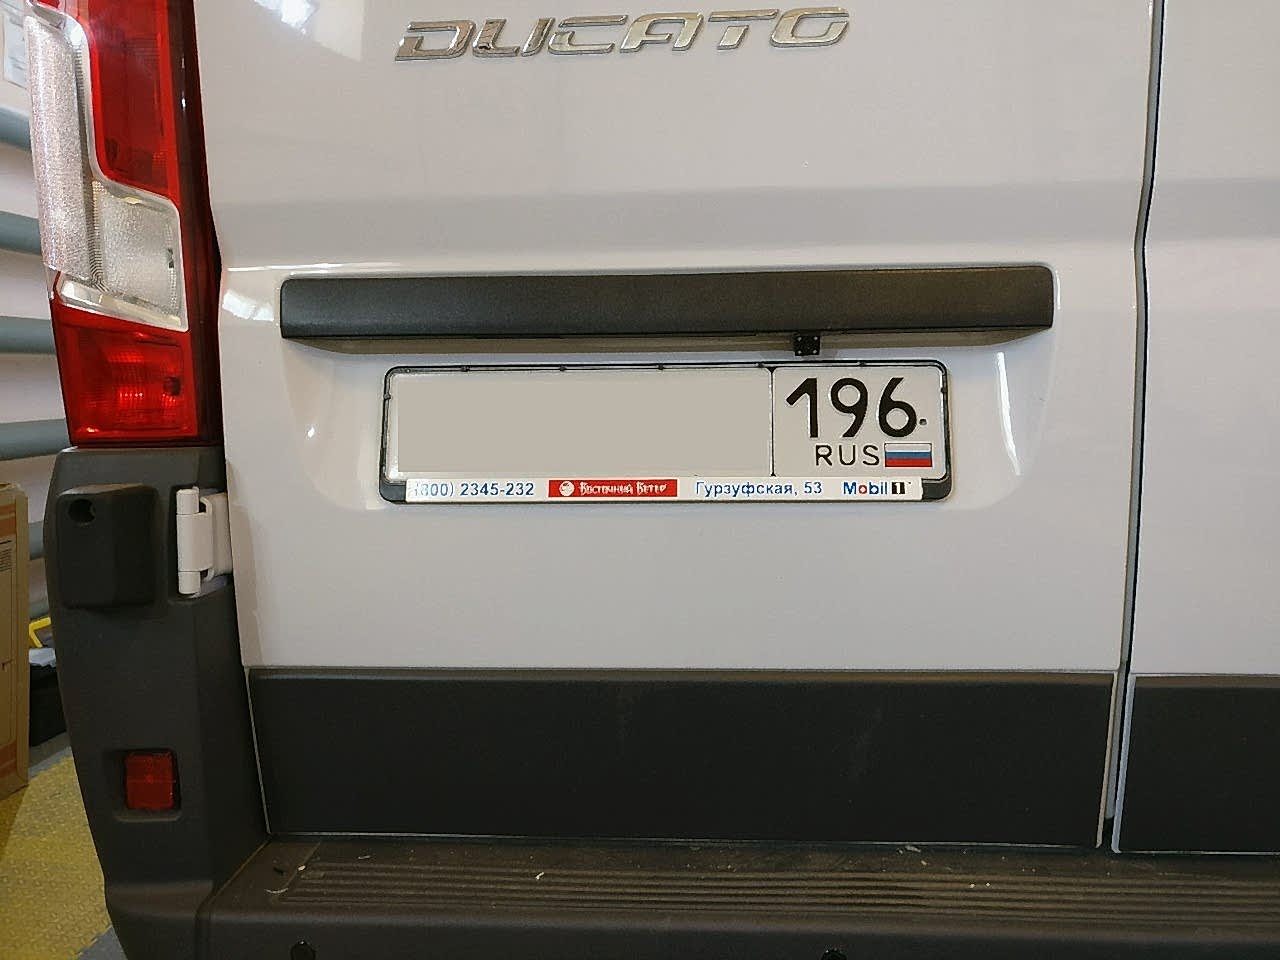 DUCATO
196
RUS
(800) 2345-232 Восточный Ветер Гурзуфская, 53 Mobil 1